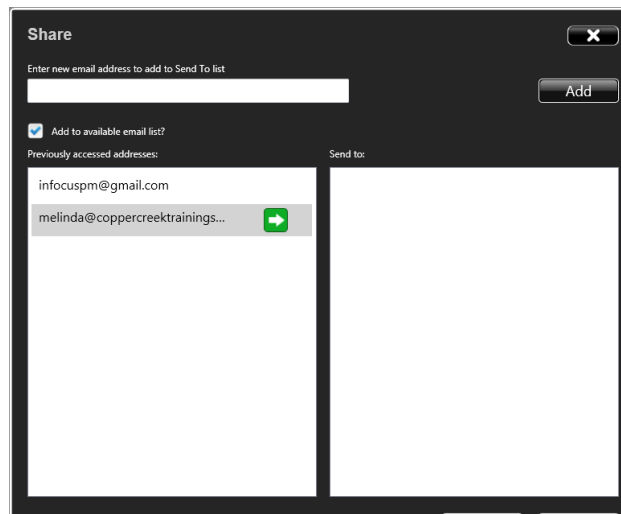 Share
Enter new email address to add to Send To list
Add
Add to available email list?
Previously accessed addresses:
Send to:
infocuspm@gmail.com
melinda@coppercreektrainings...